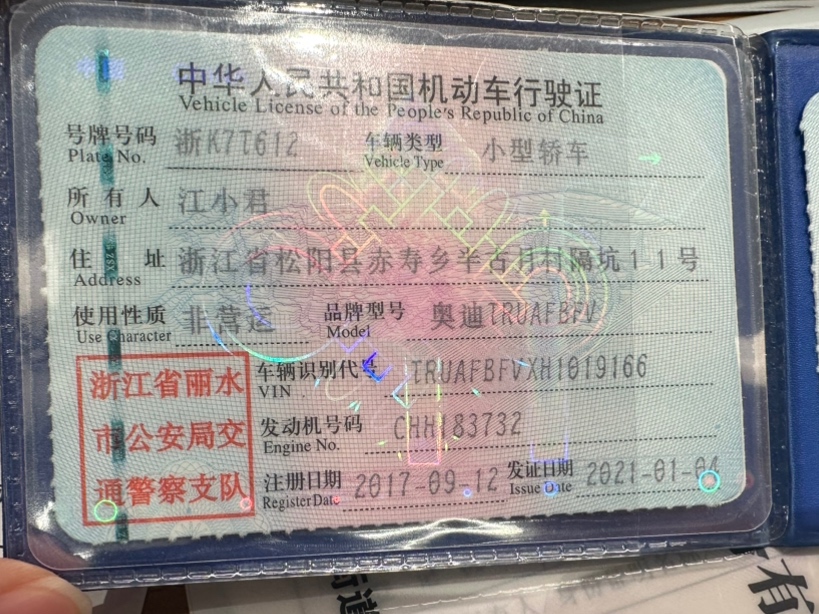 中华人民共和国机动车行驶证
Vehicle License of the People's Republic of China
号牌号码 浙K7T612 车辆类型 小型轿车
Plate No. Vehicle Type
所有人 江小君
Owner
住址 浙江省松阳县赤寿乡半古月村隔坑11号
Address
使用性质 非营运 品牌型号 奥迪TRUAFBFV
Use Character Model
浙江省丽水
市公安局交
通警察支队
车辆识别代号 TRUAFBFVXH1019166
VIN
发动机号码 CHH183732
Engine No.
注册日期 2017-09-12 发证日期 2021-01-04
Register Date Issue Date